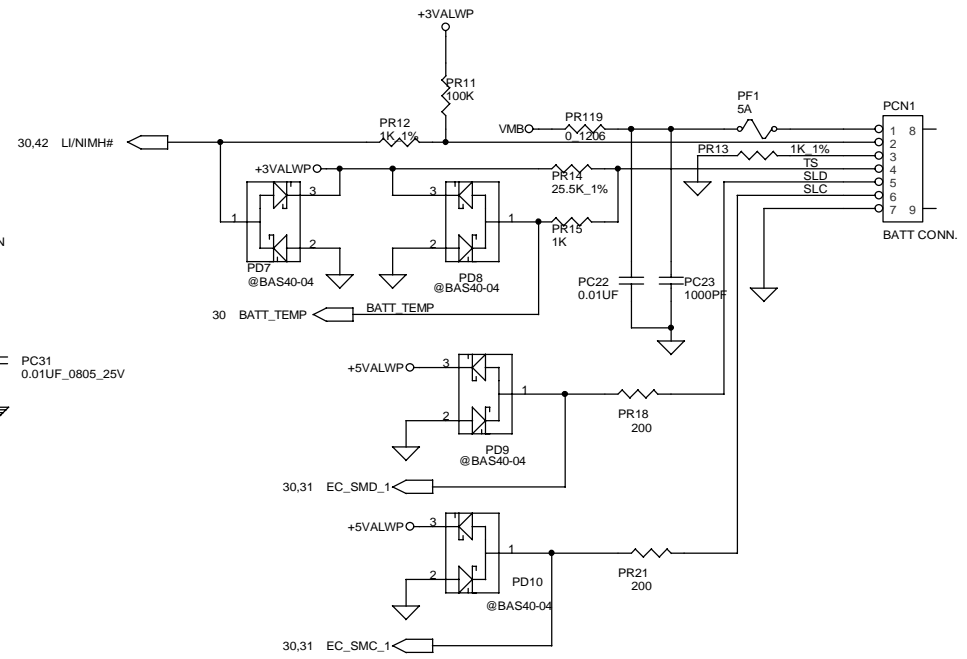 +3VALWP
PR11
100K
PF1
5A
PCN1
PR12
1K_1%
VMB
PR119
0_1206
30,42 LI/NIMH#
PR13
1K_1%
1 8
2
3
4
5
6
7 9
TS
SLD
SLC
BATT CONN.
+3VALWP
PR14
25.5K_1%
3
1
2
PD7
@BAS40-04
3
1
2
PD8
@BAS40-04
PR15
1K
N
PC22
0.01UF
PC23
1000PF
30 BATT_TEMP
BATT_TEMP
PC31
0.01UF_0805_25V
+5VALWP
3
1
2
PD9
@BAS40-04
PR18
200
30,31 EC_SMD_1
+5VALWP
3
1
2
PD10
@BAS40-04
PR21
200
30,31 EC_SMC_1